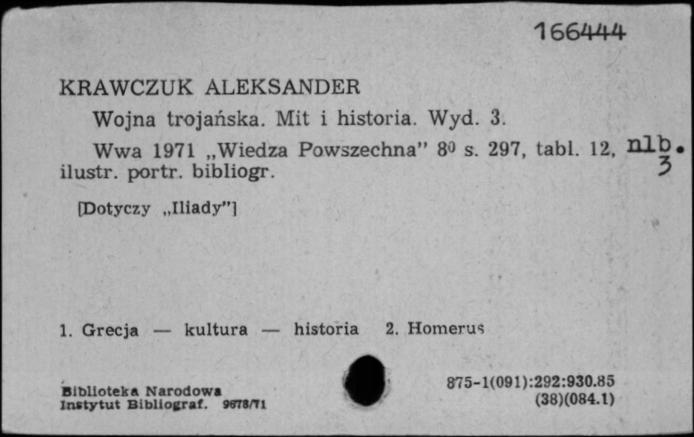 166444
KRAWCZUK ALEKSANDER
Wojna trojańska. Mit i historia. Wyd. 3.
Wwa 1971 „Wiedza Powszechna” 8⁰ s. 297, tabl. 12, nlb. 3
ilustr. portr. bibliogr.
[Dotyczy „Iliady”]
1. Grecja — kultura — historia 2. Homerus
Biblioteka Narodowa
Instytut Bibliograf. 9678/71
875-1(091):292:930.85
(38)(084.1)